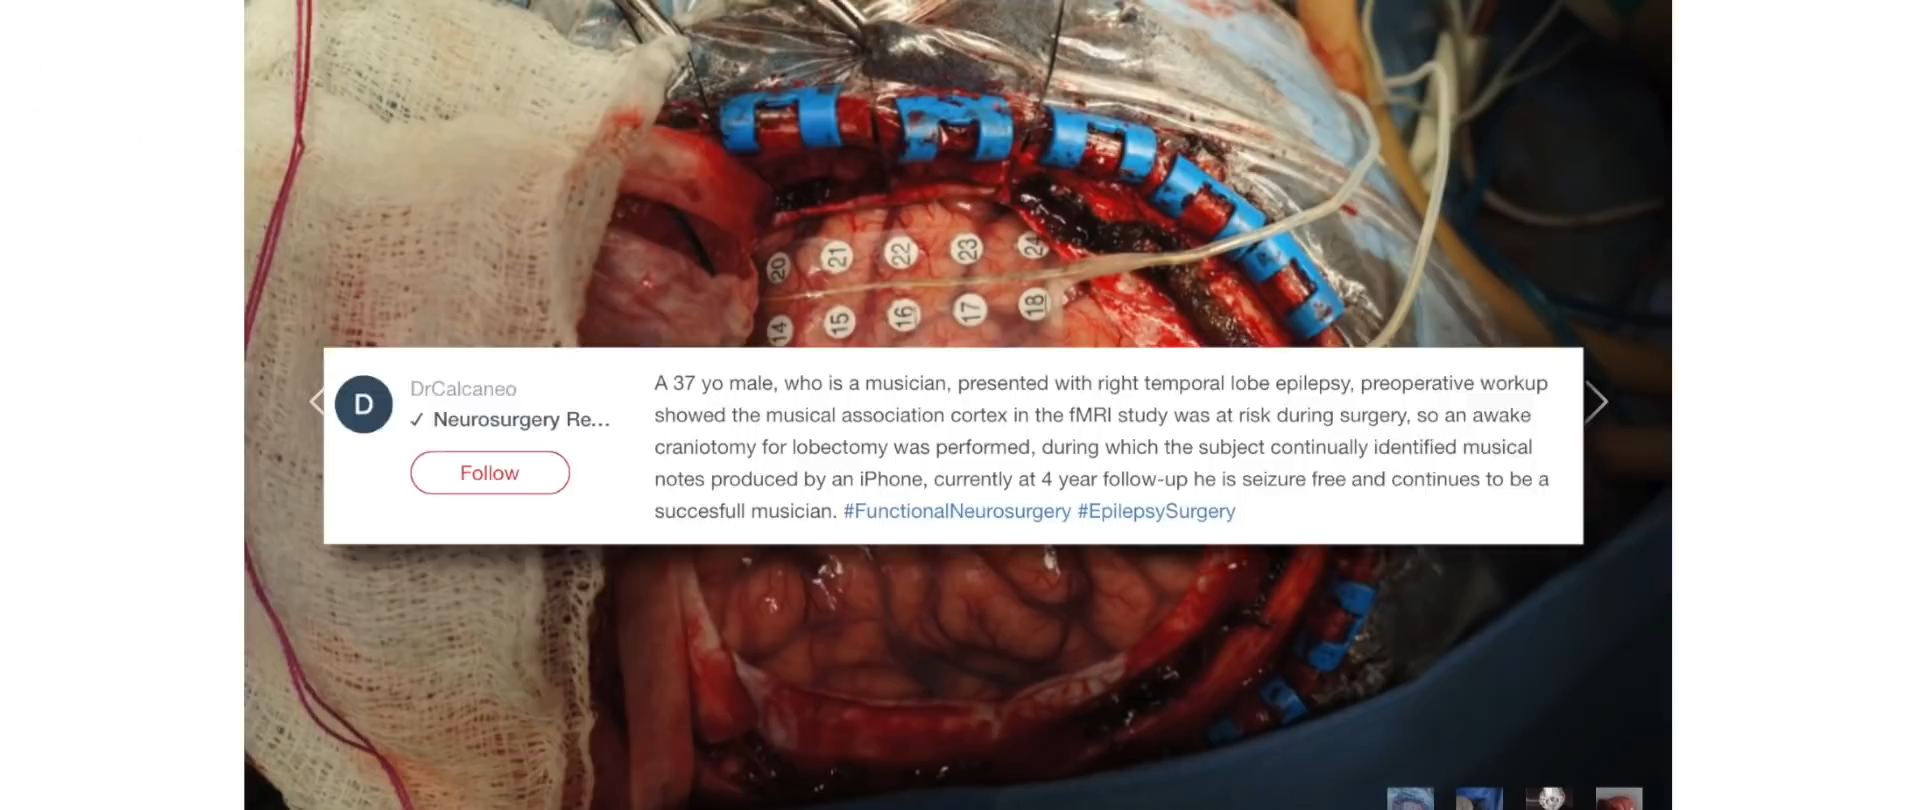 20 21 22 23 24
14 15 16 17 18
D
DrCalcaneo
✓ Neurosurgery Re...
Follow
A 37 yo male, who is a musician, presented with right temporal lobe epilepsy, preoperative workup
showed the musical association cortex in the fMRI study was at risk during surgery, so an awake
craniotomy for lobectomy was performed, during which the subject continually identified musical
notes produced by an iPhone, currently at 4 year follow-up he is seizure free and continues to be a
succesfull musician. #FunctionalNeurosurgery #EpilepsySurgery